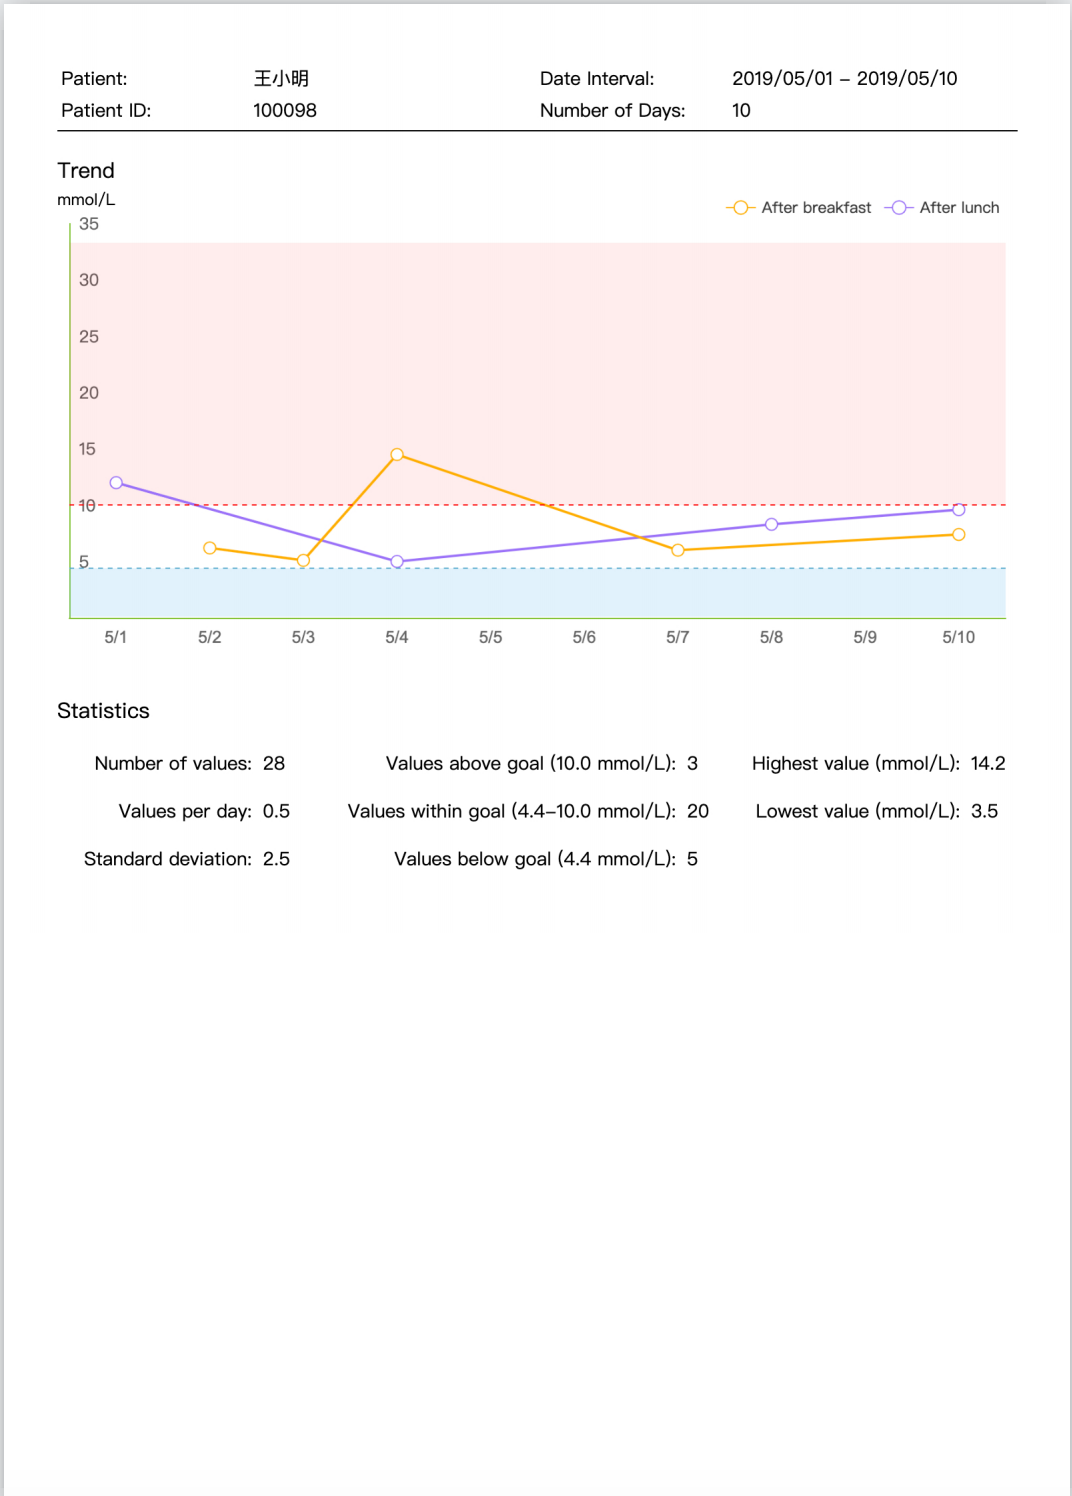 Patient: 王小明 Date Interval: 2019/05/01 – 2019/05/10
Patient ID: 100098 Number of Days: 10
Trend
mmol/L
After breakfast After lunch
35
30
25
20
15
10
5
5/1 5/2 5/3 5/4 5/5 5/6 5/7 5/8 5/9 5/10
Statistics
Number of values: 28 Values above goal (10.0 mmol/L): 3 Highest value (mmol/L): 14.2
Values per day: 0.5 Values within goal (4.4–10.0 mmol/L): 20 Lowest value (mmol/L): 3.5
Standard deviation: 2.5 Values below goal (4.4 mmol/L): 5